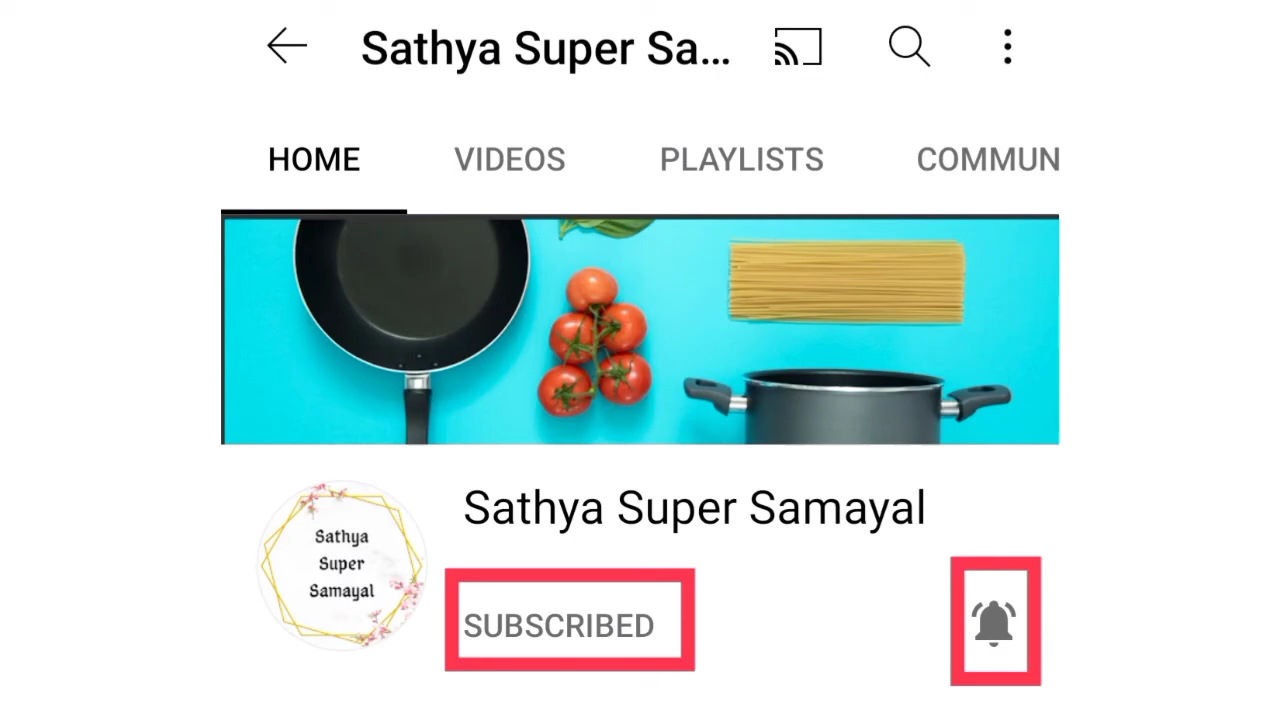 Sathya Super Sa...
HOME VIDEOS PLAYLISTS COMMUN
Sathya Super Samayal
Sathya
Super
Samayal
SUBSCRIBED